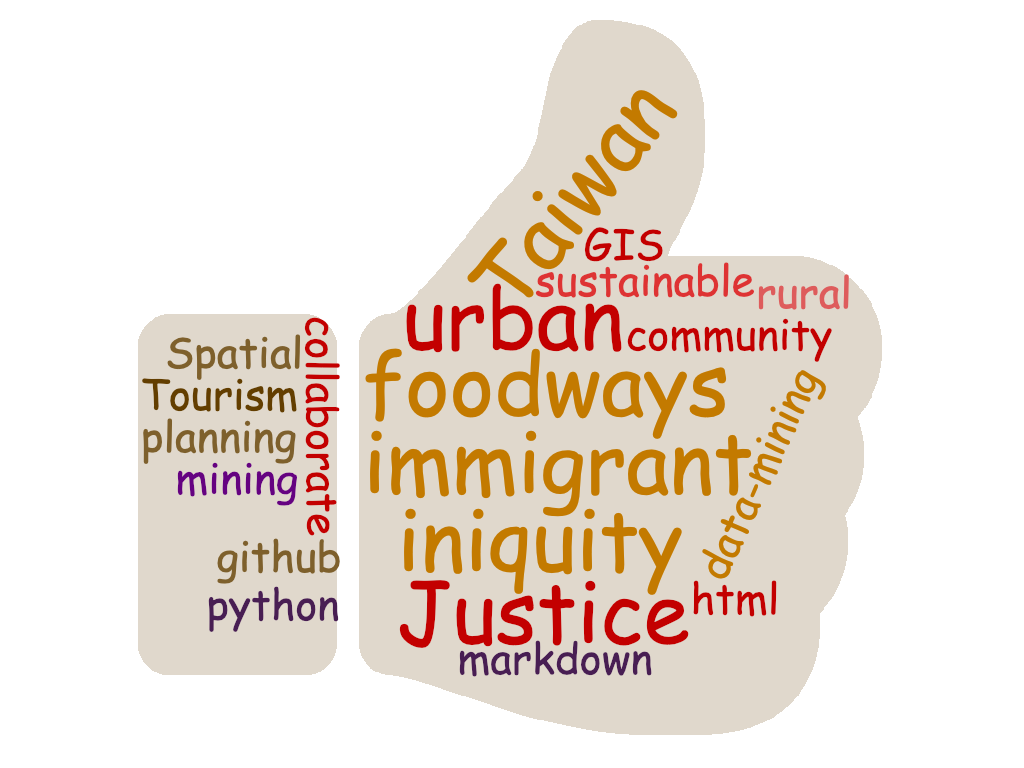 Taiwan
GIS
sustainable
rural
urban
community
foodways
immigrant
data-mining
iniquity
Justice
html
markdown
Spatial
Tourism
planning
mining
collaborate
github
python